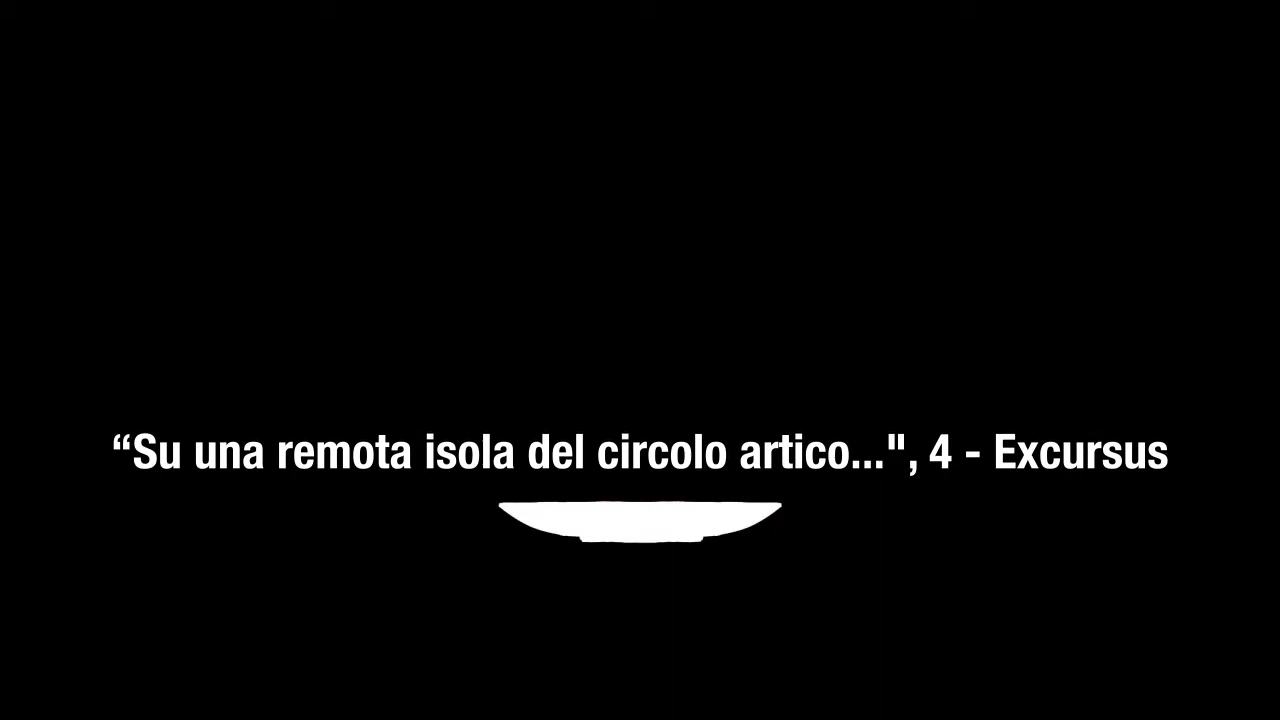 “Su una remota isola del circolo artico...", 4 - Excursus